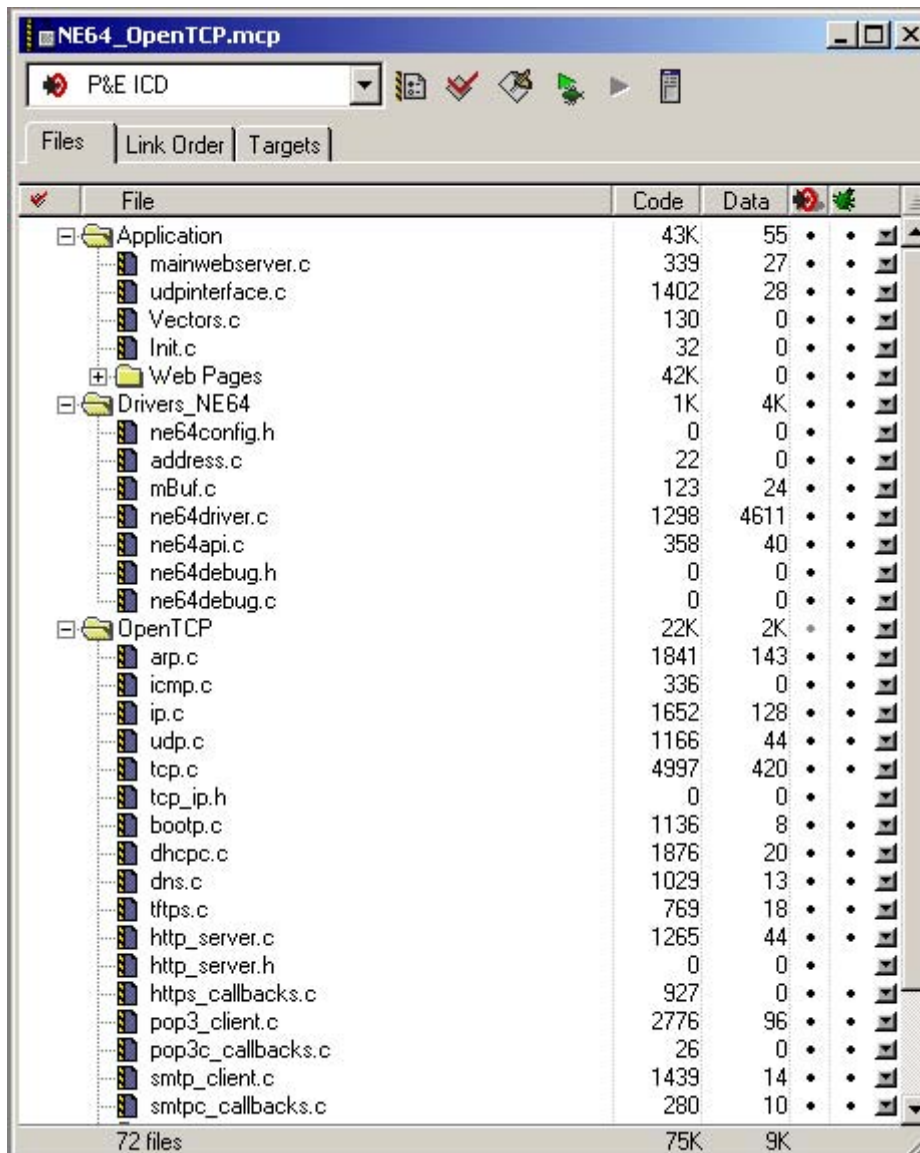 NE64_OpenTCP.mcp
P&E ICD
Files Link Order Targets
File Code Data
Application 43K 55
mainwebserver.c 339 27
udpinterface.c 1402 28
Vectors.c 130 0
Init.c 32 0
Web Pages 42K 0
Drivers_NE64 1K 4K
ne64config.h 0 0
address.c 22 0
mBuf.c 123 24
ne64driver.c 1298 4611
ne64api.c 358 40
ne64debug.h 0 0
ne64debug.c 0 0
OpenTCP 22K 2K
arp.c 1841 143
icmp.c 336 0
ip.c 1652 128
udp.c 1166 44
tcp.c 4997 420
tcp_ip.h 0 0
bootp.c 1136 8
dhcpc.c 1876 20
dns.c 1029 13
tftps.c 769 18
http_server.c 1265 44
http_server.h 0 0
https_callbacks.c 927 0
pop3_client.c 2776 96
pop3c_callbacks.c 26 0
smtp_client.c 1439 14
smtpc_callbacks.c 280 10
72 files 75K 9K